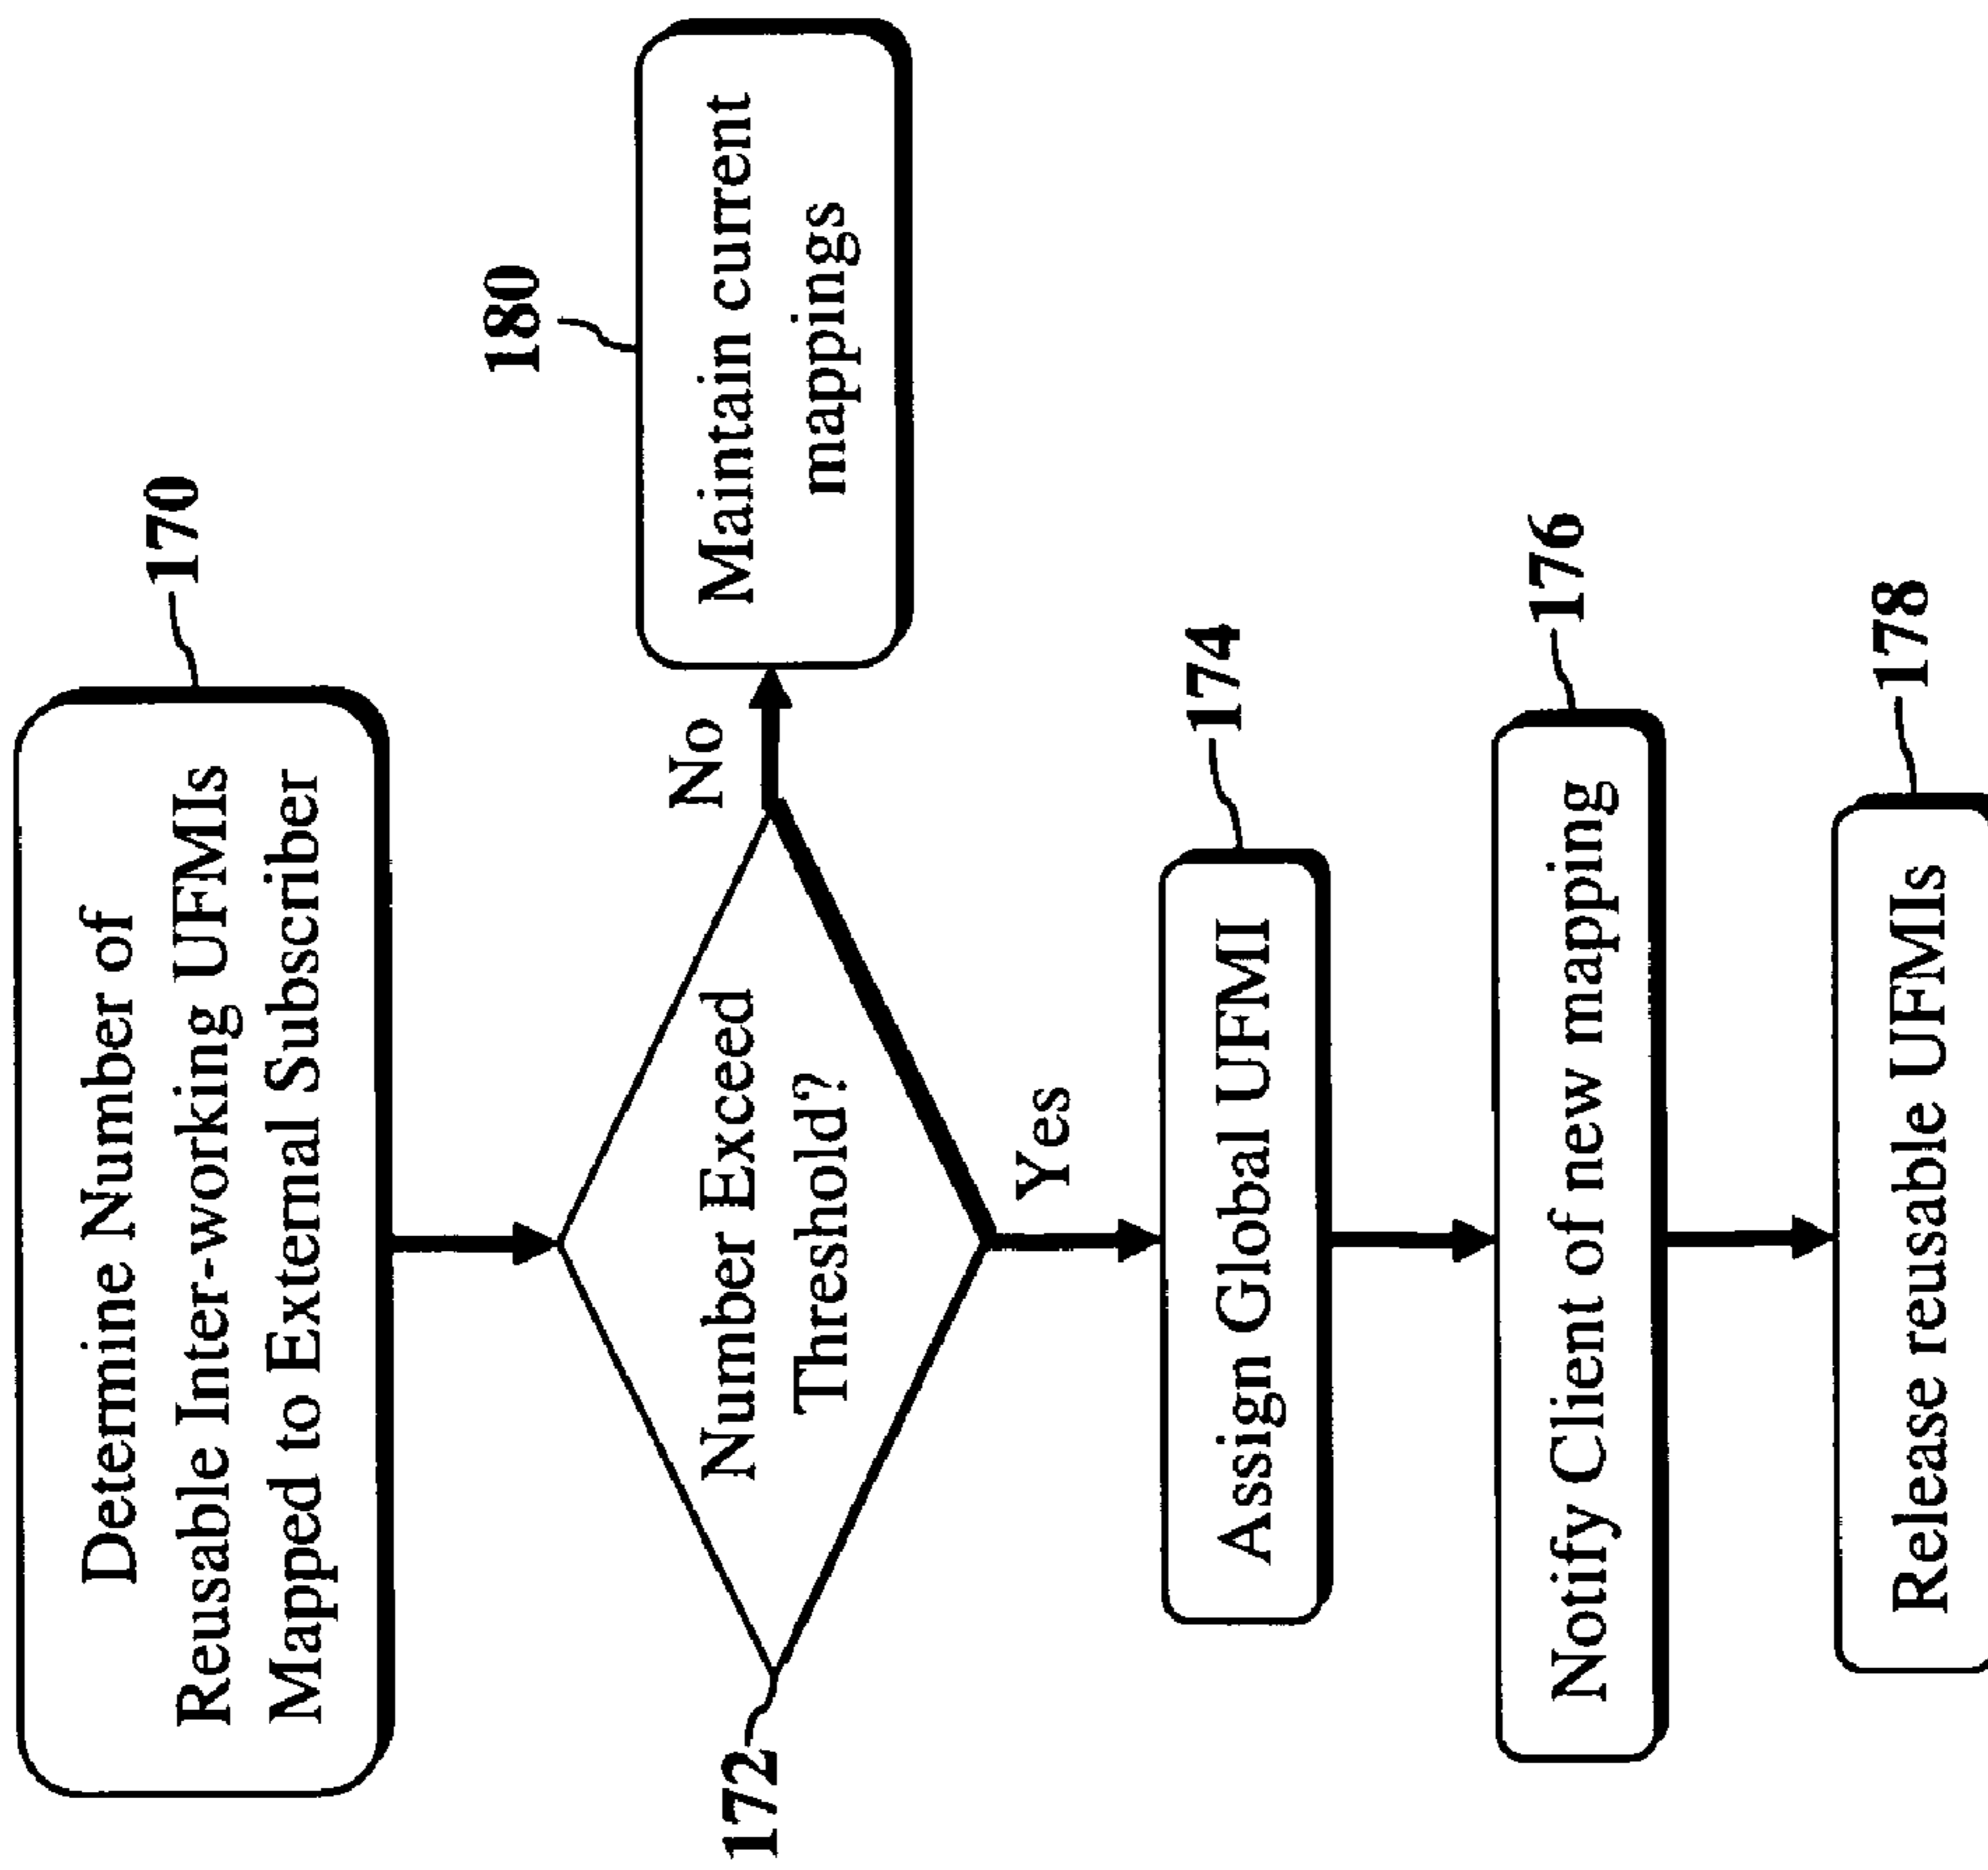 Determine Number of
Reusable Inter-working UFMIs
Mapped to External Subscriber
170
172
Number Exceed
Threshold?
No
180
Maintain current
mappings
Yes
Assign Global UFMI
174
Notify Client of new mapping
176
Release reusable UFMIs
178